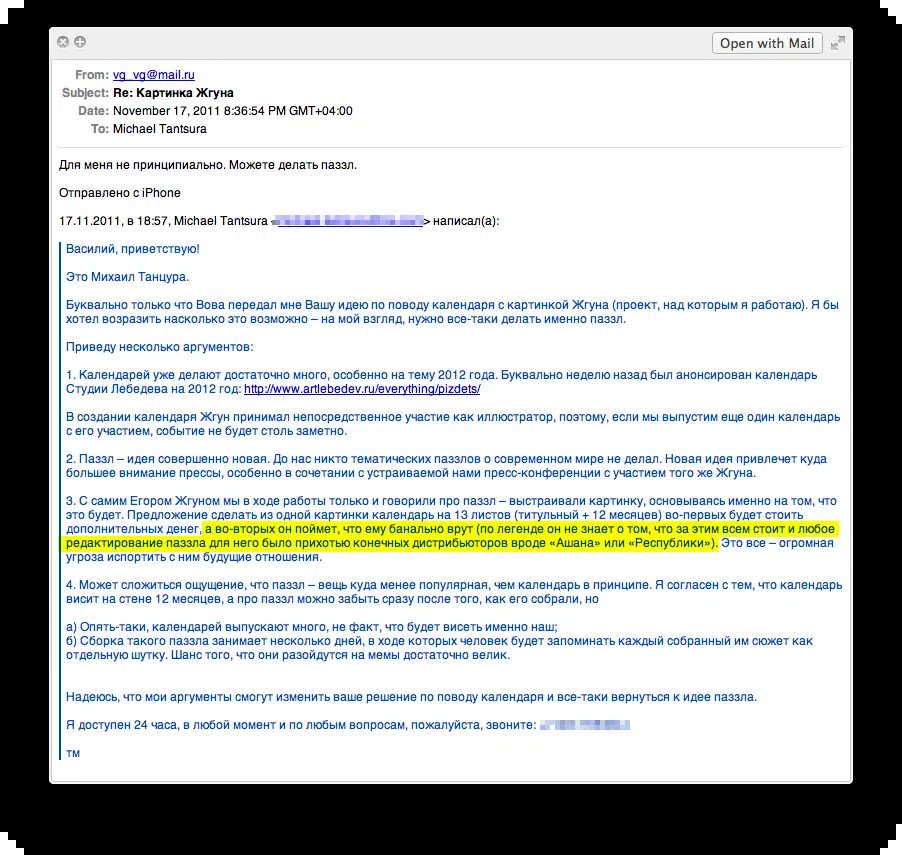 Open with Mail
From: vg_vg@mail.ru
Subject: Re: Картинка Жгуна
Date: November 17, 2011 8:36:54 PM GMT+04:00
To: Michael Tantsura
Для меня не принципиально. Можете делать паззл.
Отправлено с iPhone
17.11.2011, в 18:57, Michael Tantsura < > написал(а):
Василий, приветствую!
Это Михаил Танцура.
Буквально только что Вова передал мне Вашу идею по поводу календаря с картинкой Жгуна (проект, над которым я работаю). Я бы
хотел возразить насколько это возможно – на мой взгляд, нужно все-таки делать именно паззл.
Приведу несколько аргументов:
1. Календарей уже делают достаточно много, особенно на тему 2012 года. Буквально неделю назад был анонсирован календарь
Студии Лебедева на 2012 год: http://www.artlebedev.ru/everything/pizdets/
В создании календаря Жгун принимал непосредственное участие как иллюстратор, поэтому, если мы выпустим еще один календарь
с его участием, событие не будет столь заметно.
2. Паззл – идея совершенно новая. До нас никто тематических паззлов о современном мире не делал. Новая идея привлечет куда
большее внимание прессы, особенно в сочетании с устраиваемой нами пресс-конференции с участием того же Жгуна.
3. С самим Егором Жгуном мы в ходе работы только и говорили про паззл – выстраивали картинку, основываясь именно на том, что
это будет. Предложение сделать из одной картинки календарь на 13 листов (титульный + 12 месяцев) во-первых будет стоить
дополнительных денег, а во-вторых он поймет, что ему банально врут (по легенде он не знает о том, что за этим всем стоит и любое
редактирование паззла для него было прихотью конечных дистрибьюторов вроде «Ашана» или «Республики»). Это все – огромная
угроза испортить с ним будущие отношения.
4. Может сложиться ощущение, что паззл – вещь куда менее популярная, чем календарь в принципе. Я согласен с тем, что календарь
висит на стене 12 месяцев, а про паззл можно забыть сразу после того, как его собрали, но
а) Опять-таки, календарей выпускают много, не факт, что будет висеть именно наш;
б) Сборка такого паззла занимает несколько дней, в ходе которых человек будет запоминать каждый собранный им сюжет как
отдельную шутку. Шанс того, что они разойдутся на мемы достаточно велик.
Надеюсь, что мои аргументы смогут изменить ваше решение по поводу календаря и все-таки вернуться к идее паззла.
Я доступен 24 часа, в любой момент и по любым вопросам, пожалуйста, звоните:
тм